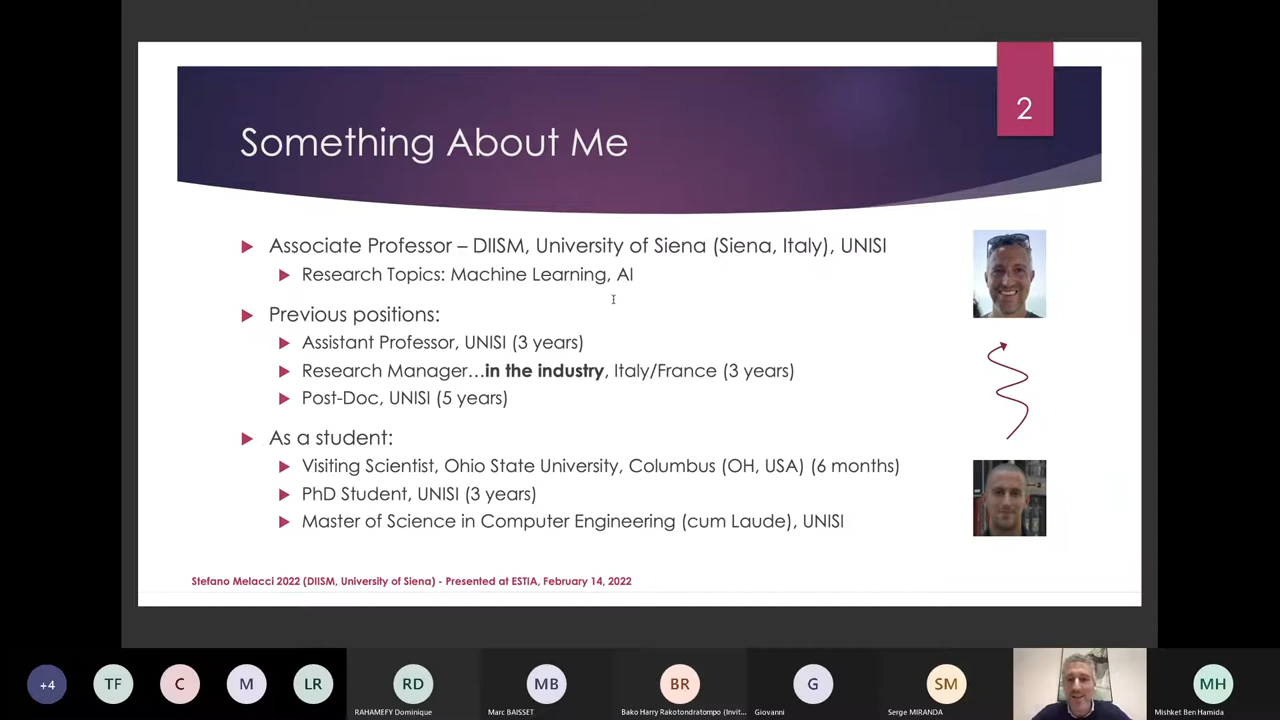 2
Something About Me
Associate Professor – DIISM, University of Siena (Siena, Italy), UNISI
Research Topics: Machine Learning, AI
Previous positions:
Assistant Professor, UNISI (3 years)
Research Manager...in the industry, Italy/France (3 years)
Post-Doc, UNISI (5 years)
As a student:
Visiting Scientist, Ohio State University, Columbus (OH, USA) (6 months)
PhD Student, UNISI (3 years)
Master of Science in Computer Engineering (cum Laude), UNISI
Stefano Melacci 2022 (DIISM, University of Siena) - Presented at ESTIA, February 14, 2022
+4 TF C M LR RD MB BR G SM MH
RAHAMEFY Dominique Marc BAISSET Bako Harry Rakotondratompo (Invit... Giovanni Serge MIRANDA Mishket Ben Hamida